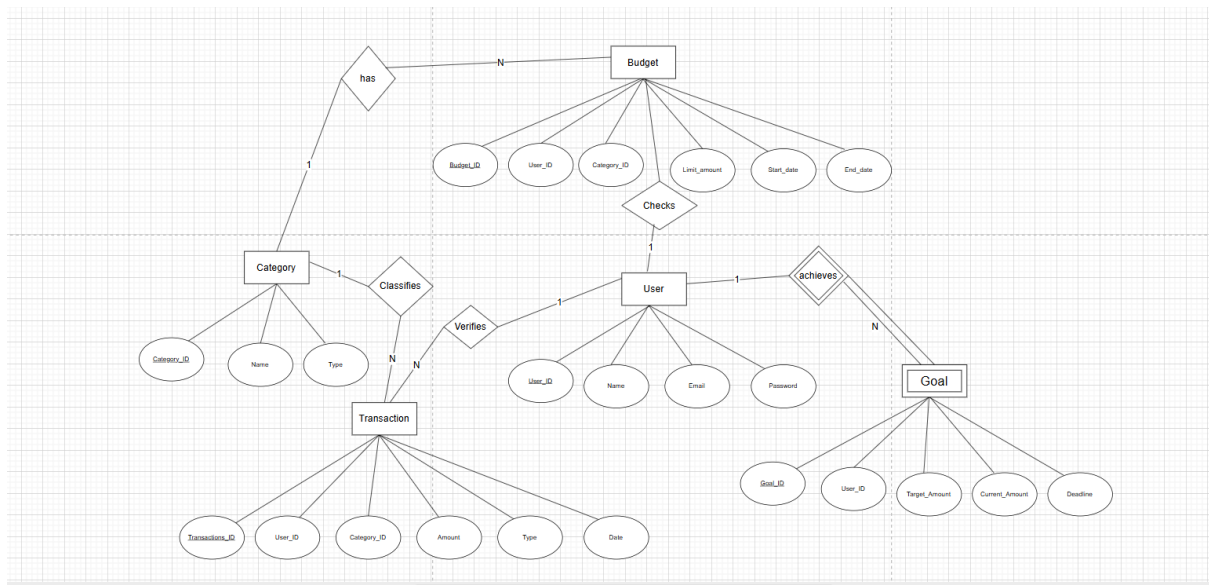 Budget
has
N
1
Budget_ID
User_ID
Category_ID
Limit_amount
Start_date
End_date
Checks
1
Category
1
Classifies
User
1
achieves
Verifies
1
N
N
N
Category_ID
Name
Type
User_ID
Name
Email
Password
Goal
Transaction
Goal_ID
User_ID
Target_Amount
Current_Amount
Deadline
Transactions_ID
User_ID
Category_ID
Amount
Type
Date